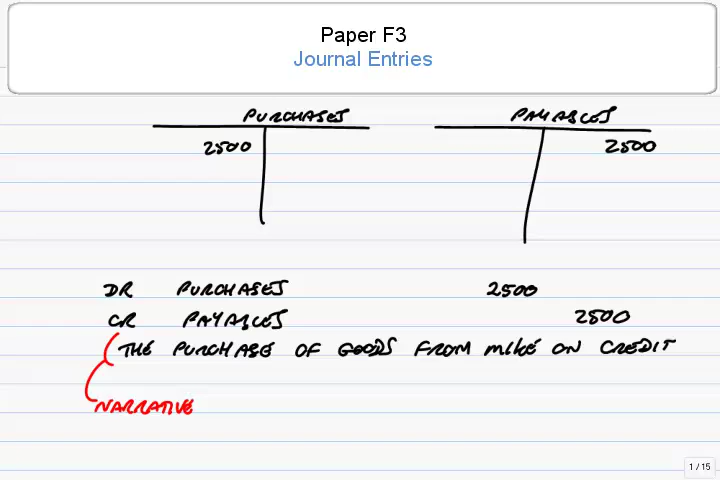 Paper F3
Journal Entries
PURCHASES PAYABLES
2500 2500
DR PURCHASES 2500
CR PAYABLES 2500
THE PURCHASE OF GOODS FROM MIKE ON CREDIT
NARRATIVE
1 / 15